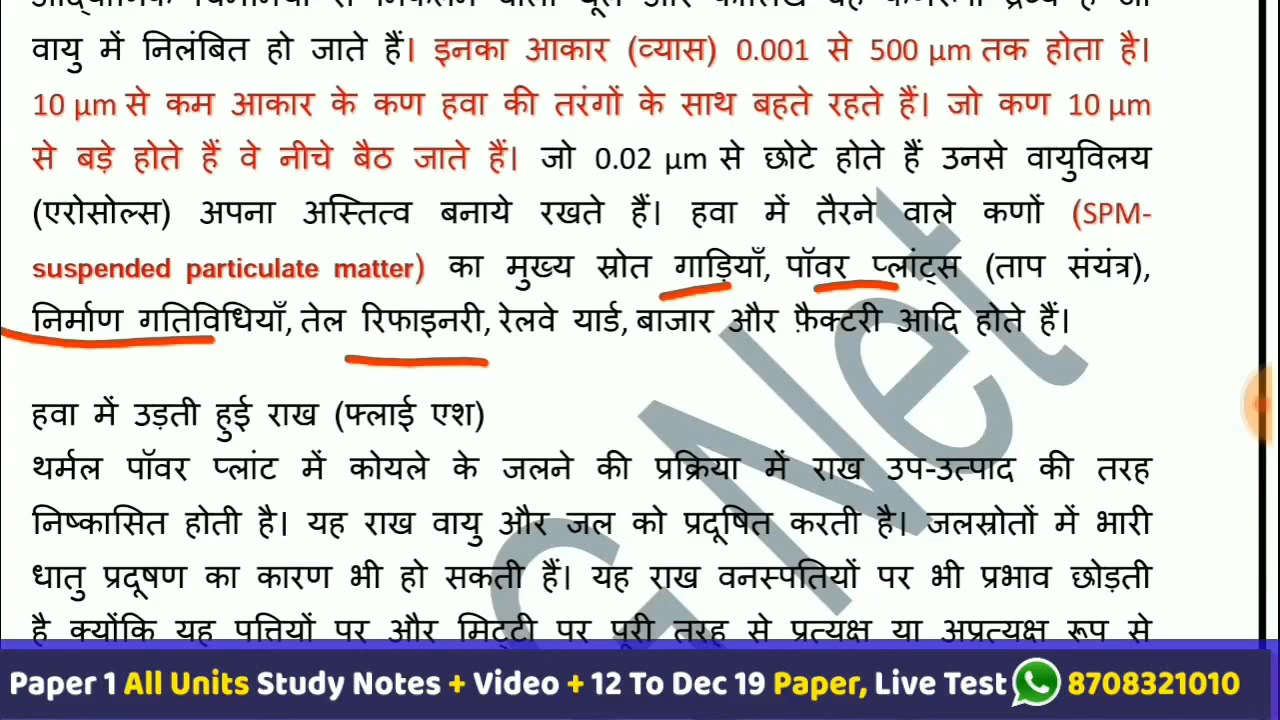 वायु में निलंबित हो जाते हैं। इनका आकार (व्यास) 0.001 से 500 µm तक होता है।
10 µm से कम आकार के कण हवा की तरंगों के साथ बहते रहते हैं। जो कण 10 µm
से बड़े होते हैं वे नीचे बैठ जाते हैं। जो 0.02 µm से छोटे होते हैं उनसे वायुविलय
(एरोसोल्स) अपना अस्तित्व बनाये रखते हैं। हवा में तैरने वाले कणों (SPM-
suspended particulate matter) का मुख्य स्रोत गाड़ियाँ, पॉवर प्लांट्स (ताप संयंत्र),
निर्माण गतिविधियाँ, तेल रिफाइनरी, रेलवे यार्ड, बाजार और फ़ैक्टरी आदि होते हैं।
हवा में उड़ती हुई राख (फ्लाई एश)
थर्मल पॉवर प्लांट में कोयले के जलने की प्रक्रिया में राख उप-उत्पाद की तरह
निष्कासित होती है। यह राख वायु और जल को प्रदूषित करती है। जलस्रोतों में भारी
धातु प्रदूषण का कारण भी हो सकती हैं। यह राख वनस्पतियों पर भी प्रभाव छोड़ती
है क्योंकि यह पत्तियों पर और मिट्टी पर पूरी तरह से प्रत्यक्ष या अप्रत्यक्ष रूप से
G Net
Paper 1 All Units Study Notes + Video + 12 To Dec 19 Paper, Live Test 8708321010